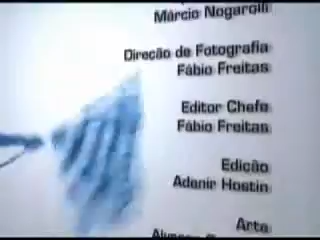 Márcio Nogarolli
Direção de Fotografia
Fábio Freitas
Editor Chefe
Fábio Freitas
Edição
Adenir Hostin
Arte